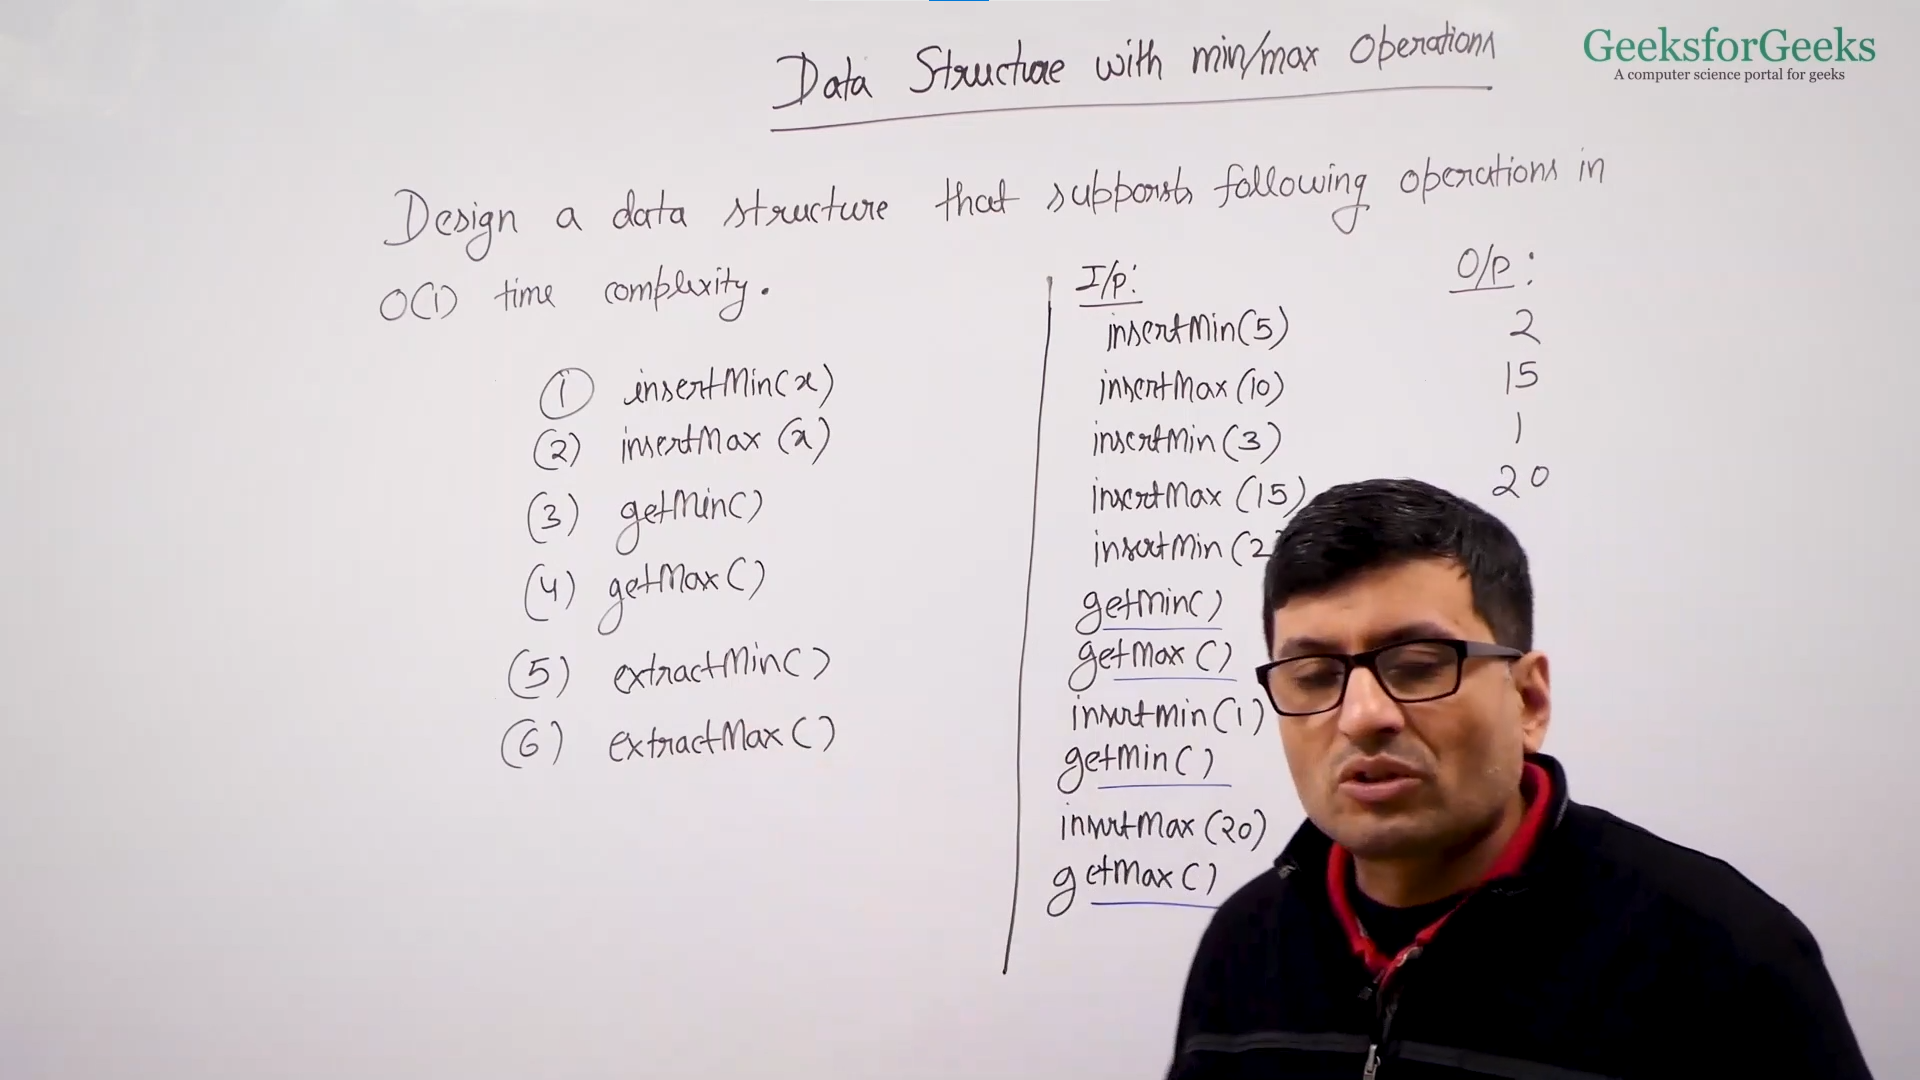 Data Structure with min/max Operations
GeeksforGeeks
A computer science portal for geeks
Design a data structure that supports following operations in
O(1) time complexity.
(1) insertMin(x)
(2) insertMax(x)
(3) getMin()
(4) getMax()
(5) extractMin()
(6) extractMax()
I/p:
insertMin(5)
insertMax(10)
insertMin(3)
insertMax(15)
insertMin(2
getMin()
getMax()
insertMin(1)
getMin()
insertMax(20)
getMax()
O/p:
2
15
1
20